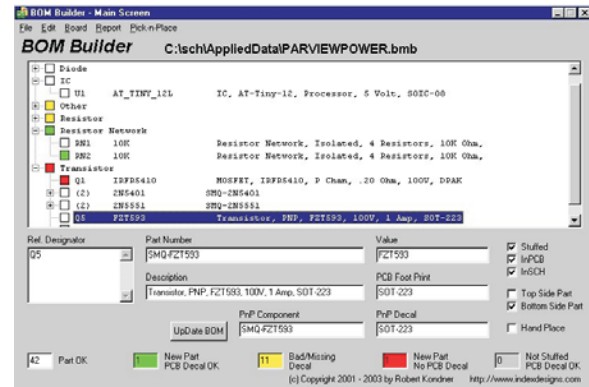 BOM Builder - Main Screen
File Edit Board Report Pick-n-Place
BOM Builder C:\sch\AppliedData\PARVIEWPOWER.bmb
Diode
IC
U1 AT_TINY_12L IC, AT-Tiny-12, Processor, 5 Volt, SOIC-08
Other
Resistor
Resistor Network
RN1 10K Resistor Network, Isolated, 4 Resistors, 10K Ohm,
RN2 10K Resistor Network, Isolated, 4 Resistors, 10K Ohm,
Transistor
Q1 IRFR5410 MOSFET, IRFR5410, P Chan, .20 Ohm, 100V, DPAK
(2) 2N5401 SMQ-2N5401
(2) 2N5551 SMQ-2N5551
Q5 FZT593 Transistor, PNP, FZT593, 100V, 1 Amp, SOT-223
Ref. Designator Part Number Value
Q5 SMQ-FZT593 FZT593
Stuffed
InPCB
InSCH
Description PCB Foot Print
Transistor, PNP, FZT593, 100V, 1 Amp, SOT-223 SOT-223
Top Side Part
Bottom Side Part
PnP Component PnP Decal
UpDate BOM SMQ-FZT593 SOT-223
Hand Place
42 Part OK 1 New Part PCB Decal OK 11 Bad/Missing Decal 1 New Part No PCB Decal 0 Not Stuffed PCB Decal OK
(c) Copyright 2001 - 2003 by Robert Kondner http://www.indexdesigns.com